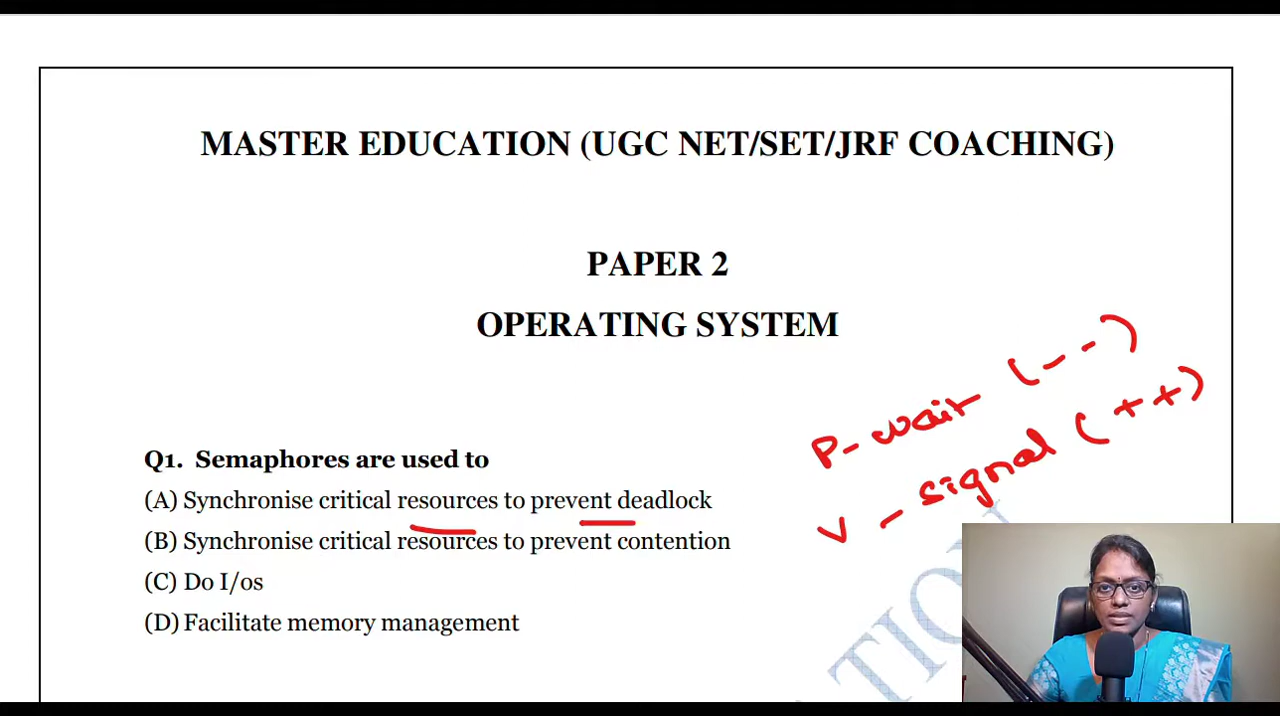 MASTER EDUCATION (UGC NET/SET/JRF COACHING)
PAPER 2
OPERATING SYSTEM
P - wait ( - - )
V - signal ( + + )
Q1. Semaphores are used to
(A) Synchronise critical resources to prevent deadlock
(B) Synchronise critical resources to prevent contention
(C) Do I/os
(D) Facilitate memory management
TION